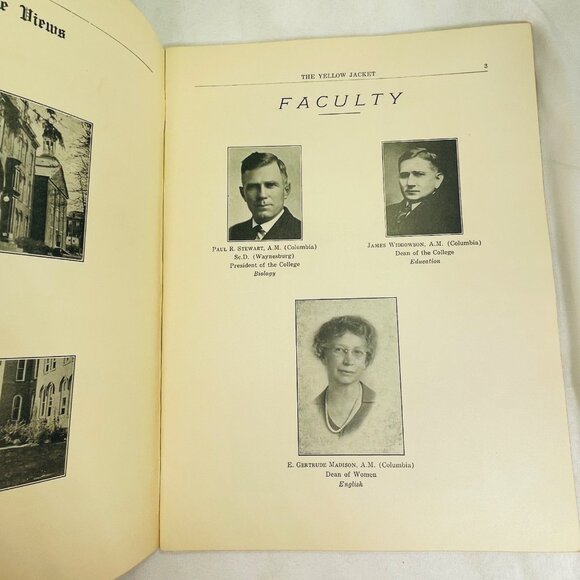 Views
THE YELLOW JACKET
3
FACULTY
PAUL R. STEWART, A.M. (Columbia)
Sc.D. (Waynesburg)
President of the College
Biology
JAMES WIDDOWSON, A.M. (Columbia)
Dean of the College
Education
E. GERTRUDE MADISON, A.M. (Columbia)
Dean of Women
English